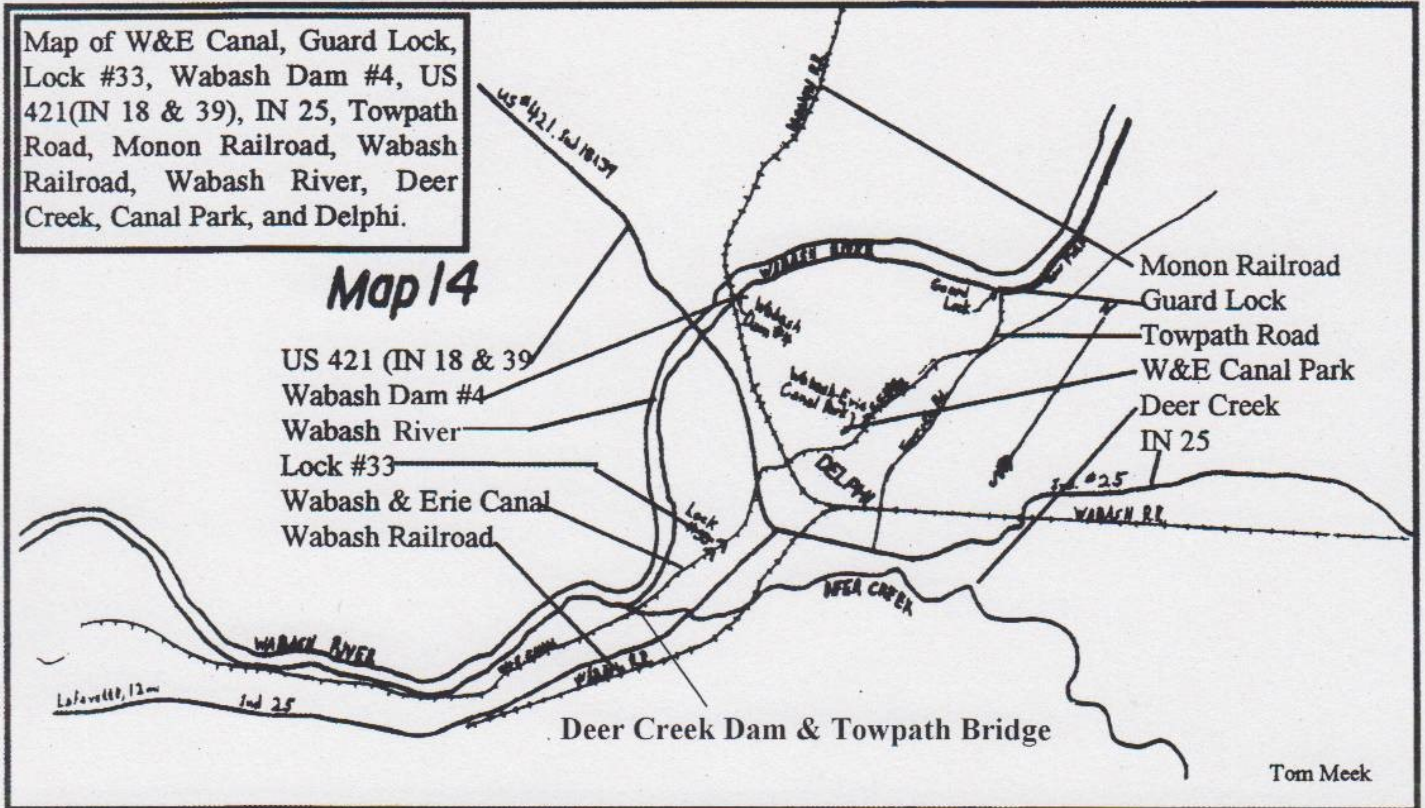 Map of W&E Canal, Guard Lock,
Lock #33, Wabash Dam #4, US
421(IN 18 & 39), IN 25, Towpath
Road, Monon Railroad, Wabash
Railroad, Wabash River, Deer
Creek, Canal Park, and Delphi.
Map 14
US #421. Ind 18 & 39
MONON RR.
WABASH RIVER
Guard
Lock
Wabash
Dam #4
Wabash Erie
Canal Park
DELPHI
Ind #25
WABASH RR.
Lock
DEER CREEK
WABASH RIVER
WABASH RR.
Lafayette, 12 mi
Ind 25
US 421 (IN 18 & 39
Wabash Dam #4
Wabash River
Lock #33
Wabash & Erie Canal
Wabash Railroad
Monon Railroad
Guard Lock
Towpath Road
W&E Canal Park
Deer Creek
IN 25
Deer Creek Dam & Towpath Bridge
Tom Meek